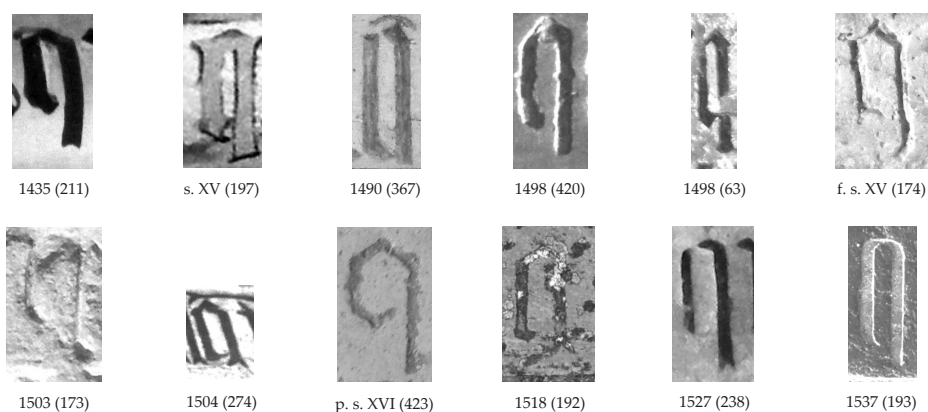 1435 (211) s. XV (197) 1490 (367) 1498 (420) 1498 (63) f. s. XV (174)
1503 (173) 1504 (274) p. s. XVI (423) 1518 (192) 1527 (238) 1537 (193)